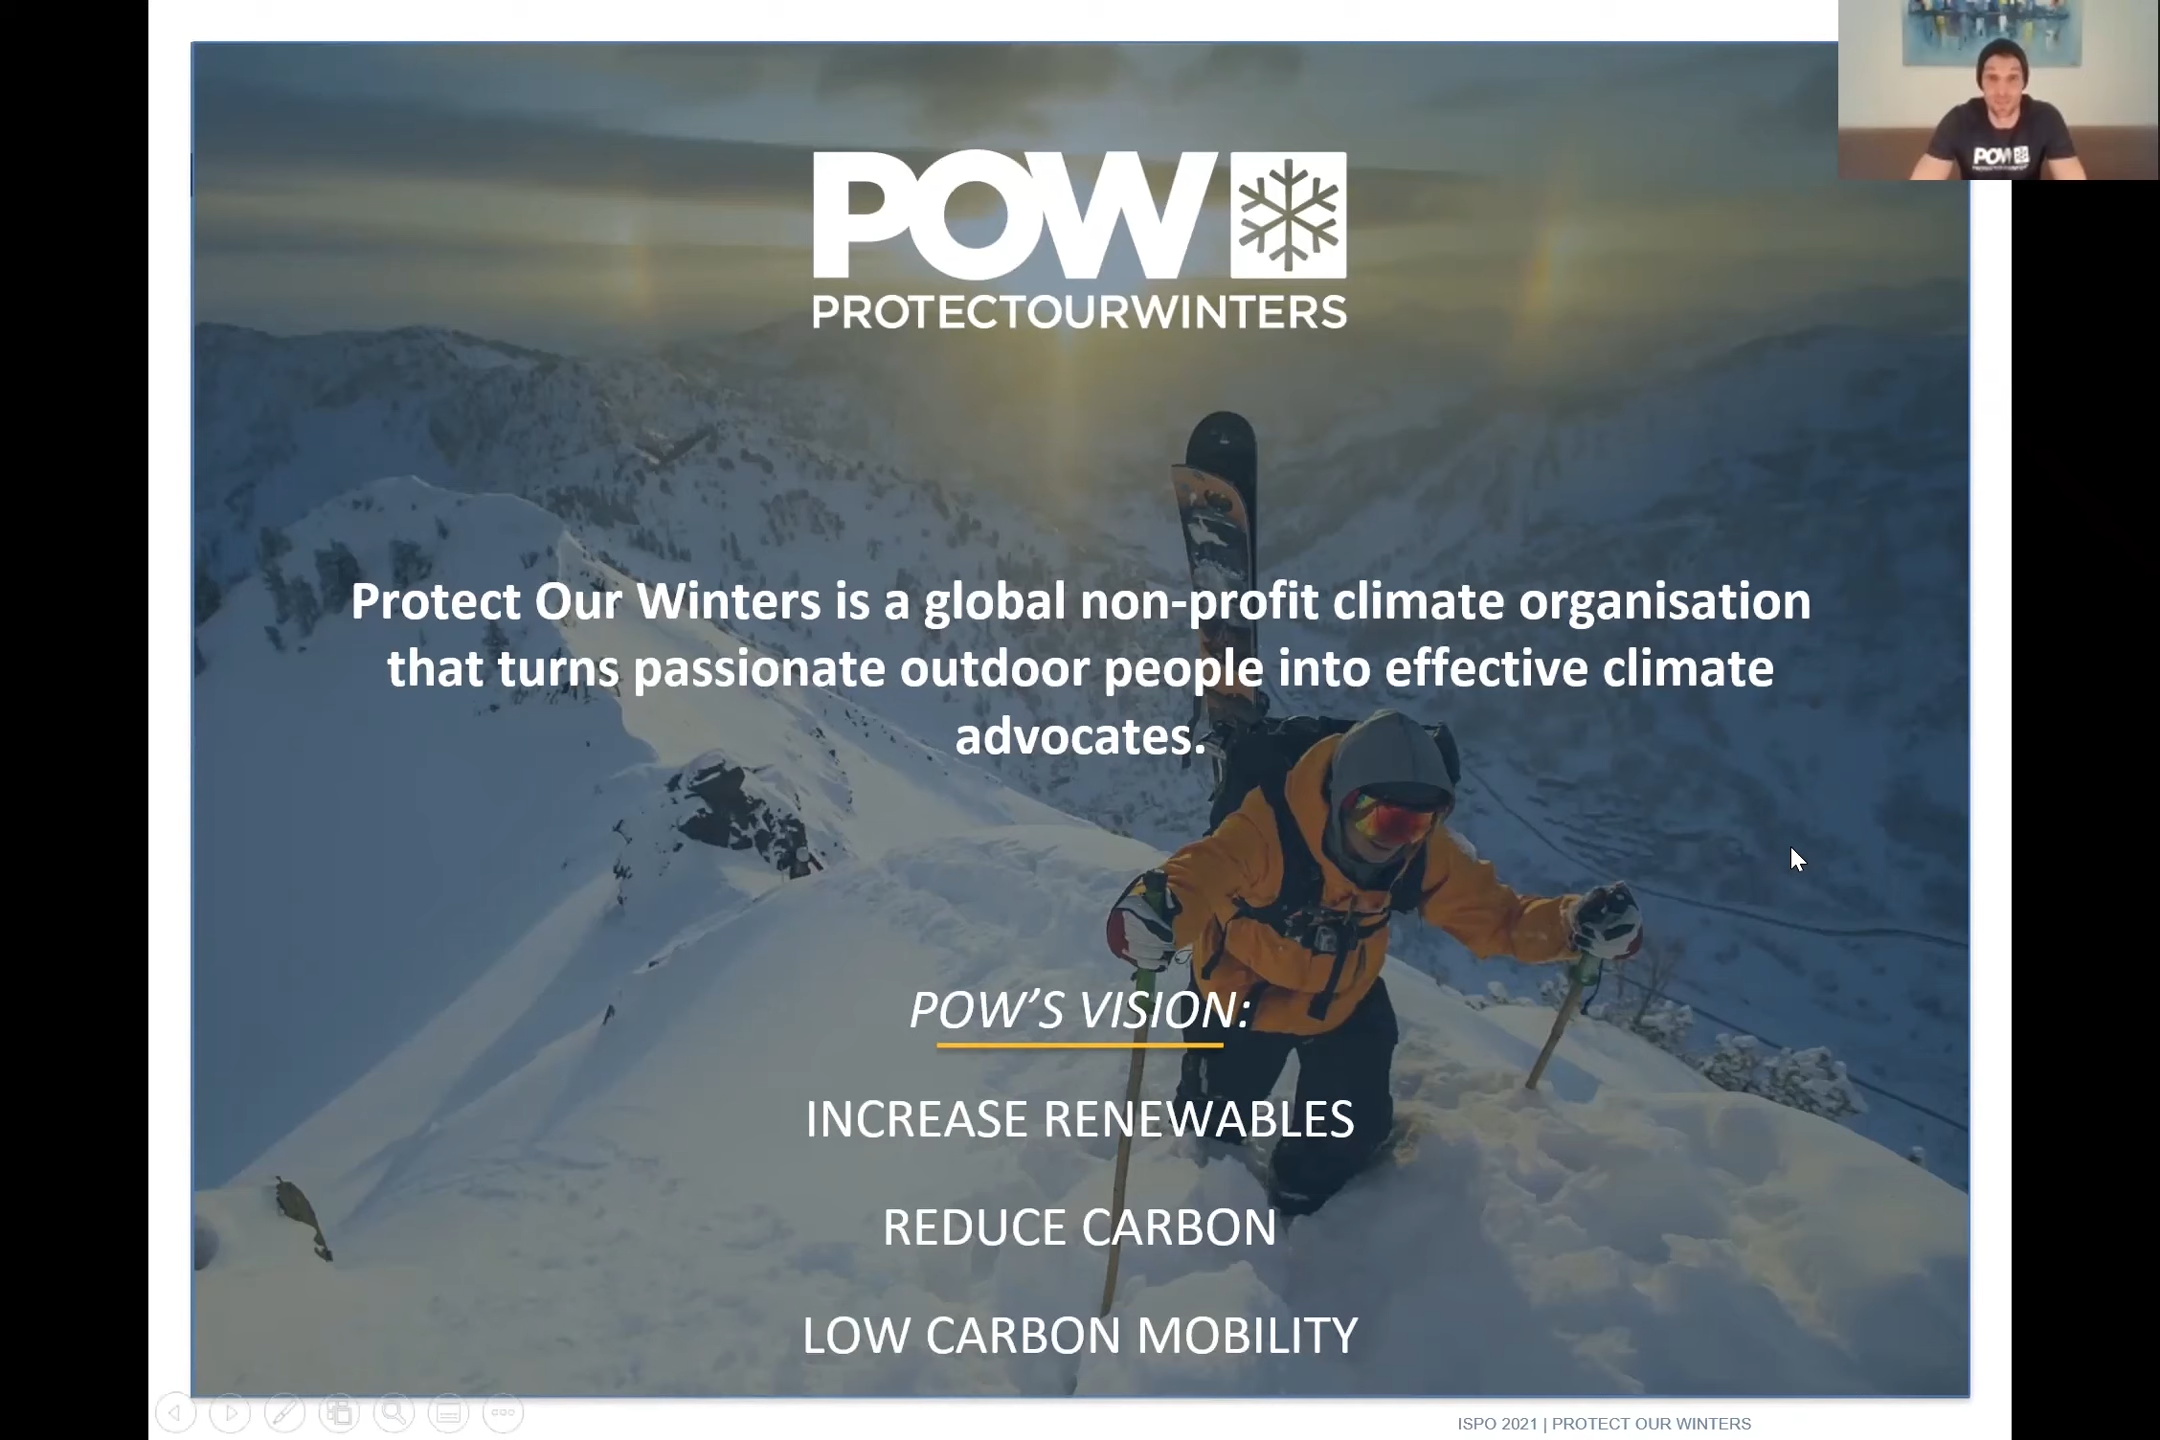 POW
PROTECTOURWINTERS
POW
Protect Our Winters is a global non-profit climate organisation
that turns passionate outdoor people into effective climate
advocates.
POW'S VISION:
INCREASE RENEWABLES
REDUCE CARBON
LOW CARBON MOBILITY
ISPO 2021 | PROTECT OUR WINTERS